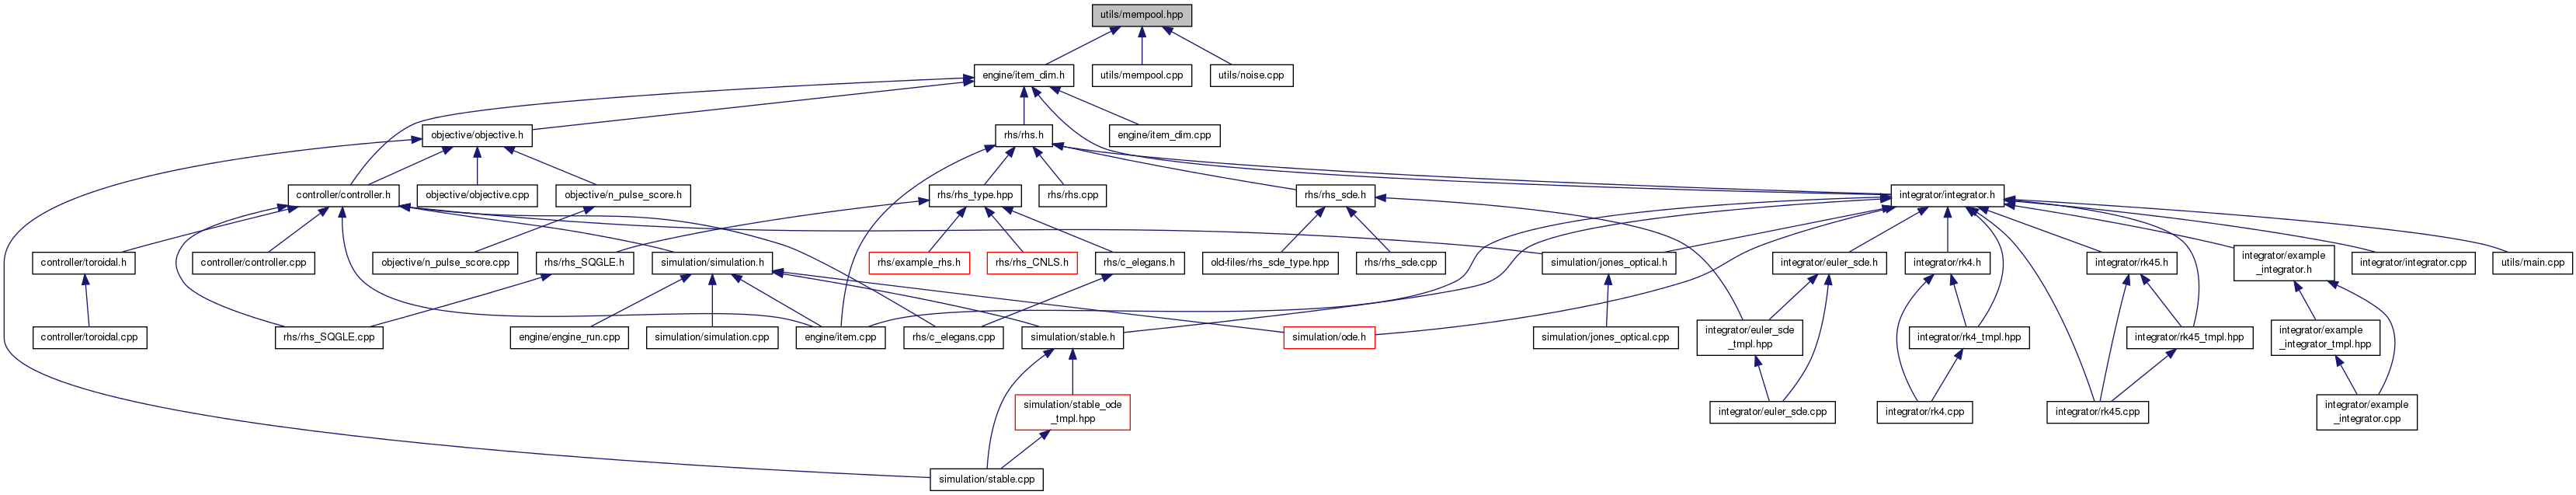 utils/mempool.hpp
engine/item_dim.h
utils/mempool.cpp
utils/noise.cpp
objective/objective.h
rhs/rhs.h
engine/item_dim.cpp
controller/controller.h
objective/objective.cpp
objective/n_pulse_score.h
rhs/rhs_type.hpp
rhs/rhs.cpp
rhs/rhs_sde.h
integrator/integrator.h
controller/toroidal.h
controller/controller.cpp
objective/n_pulse_score.cpp
rhs/rhs_SQGLE.h
simulation/simulation.h
rhs/example_rhs.h
rhs/rhs_CNLS.h
rhs/c_elegans.h
old-files/rhs_sde_type.hpp
rhs/rhs_sde.cpp
simulation/jones_optical.h
integrator/euler_sde.h
integrator/rk4.h
integrator/rk45.h
integrator/example
_integrator.h
integrator/integrator.cpp
utils/main.cpp
controller/toroidal.cpp
rhs/rhs_SQGLE.cpp
engine/engine_run.cpp
simulation/simulation.cpp
engine/item.cpp
rhs/c_elegans.cpp
simulation/stable.h
simulation/ode.h
simulation/jones_optical.cpp
integrator/euler_sde
_tmpl.hpp
integrator/rk4_tmpl.hpp
integrator/rk45_tmpl.hpp
integrator/example
_integrator_tmpl.hpp
simulation/stable_ode
_tmpl.hpp
integrator/euler_sde.cpp
integrator/rk4.cpp
integrator/rk45.cpp
integrator/example
_integrator.cpp
simulation/stable.cpp